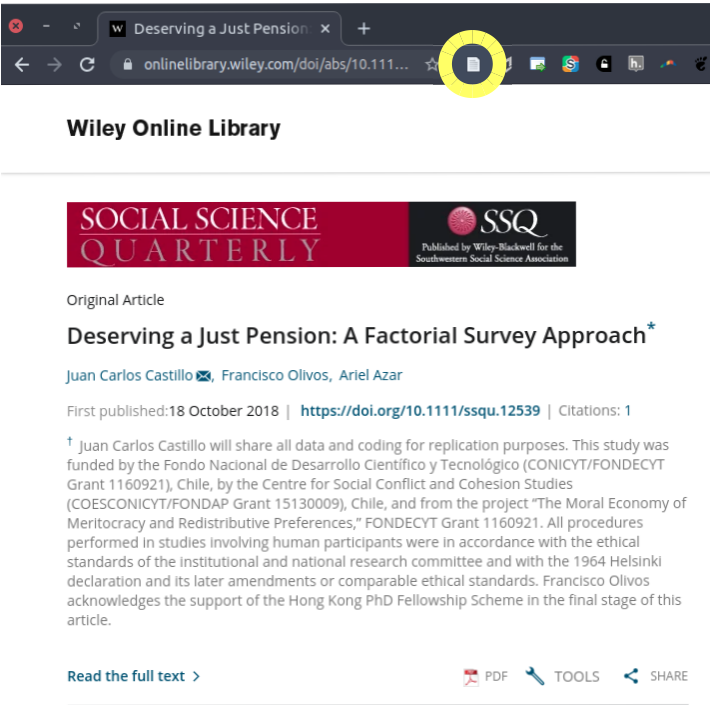 W Deserving a Just Pension × +
onlinelibrary.wiley.com/doi/abs/10.111...
h.
Wiley Online Library
SOCIAL SCIENCE
QUARTERLY
SSQ
Published by Wiley-Blackwell for the
Southwestern Social Science Association
Original Article
Deserving a Just Pension: A Factorial Survey Approach*
Juan Carlos Castillo, Francisco Olivos, Ariel Azar
First published:18 October 2018 | https://doi.org/10.1111/ssqu.12539 | Citations: 1
† Juan Carlos Castillo will share all data and coding for replication purposes. This study was
funded by the Fondo Nacional de Desarrollo Científico y Tecnológico (CONICYT/FONDECYT
Grant 1160921), Chile, by the Centre for Social Conflict and Cohesion Studies
(COESCONICYT/FONDAP Grant 15130009), Chile, and from the project “The Moral Economy of
Meritocracy and Redistributive Preferences,” FONDECYT Grant 1160921. All procedures
performed in studies involving human participants were in accordance with the ethical
standards of the institutional and national research committee and with the 1964 Helsinki
declaration and its later amendments or comparable ethical standards. Francisco Olivos
acknowledges the support of the Hong Kong PhD Fellowship Scheme in the final stage of this
article.
Read the full text >
PDF TOOLS SHARE